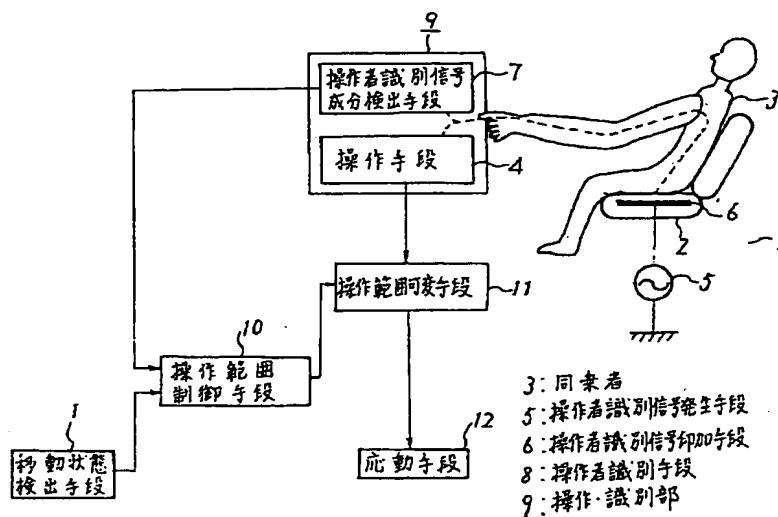 9
操作者識別信号
成分検出手段
7
3
操作手段
4
6
2
5
操作範囲可変手段
11
10
操作範囲
制御手段
1
移動状態
検出手段
12
応動手段
3:同乗者
5:操作者識別信号発生手段
6:操作者識別信号印加手段
8:操作者識別手段
9:操作・識別部